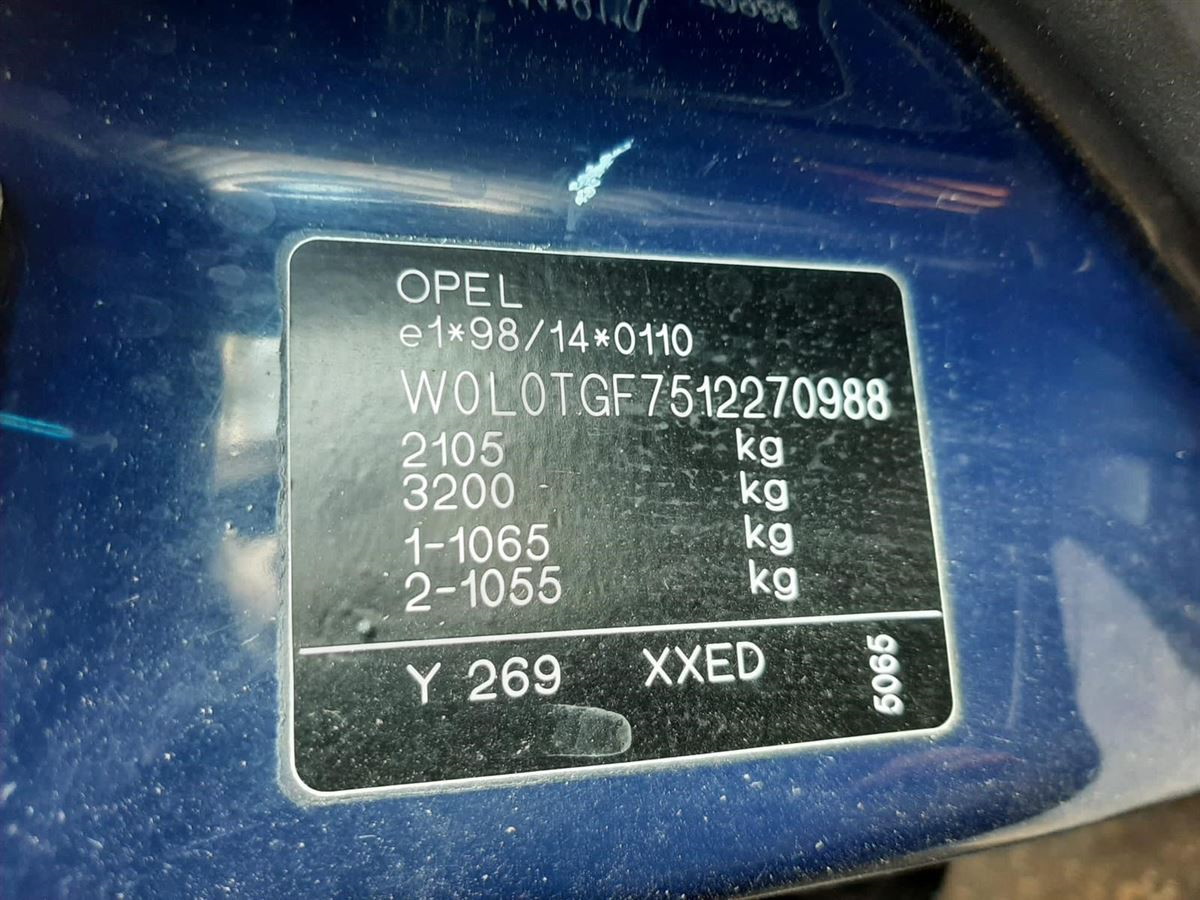 OPEL
e1*98/14*0110
W0L0TGF7512270988
2105 kg
3200 kg
1-1065 kg
2-1055 kg
Y 269 XXED 5065